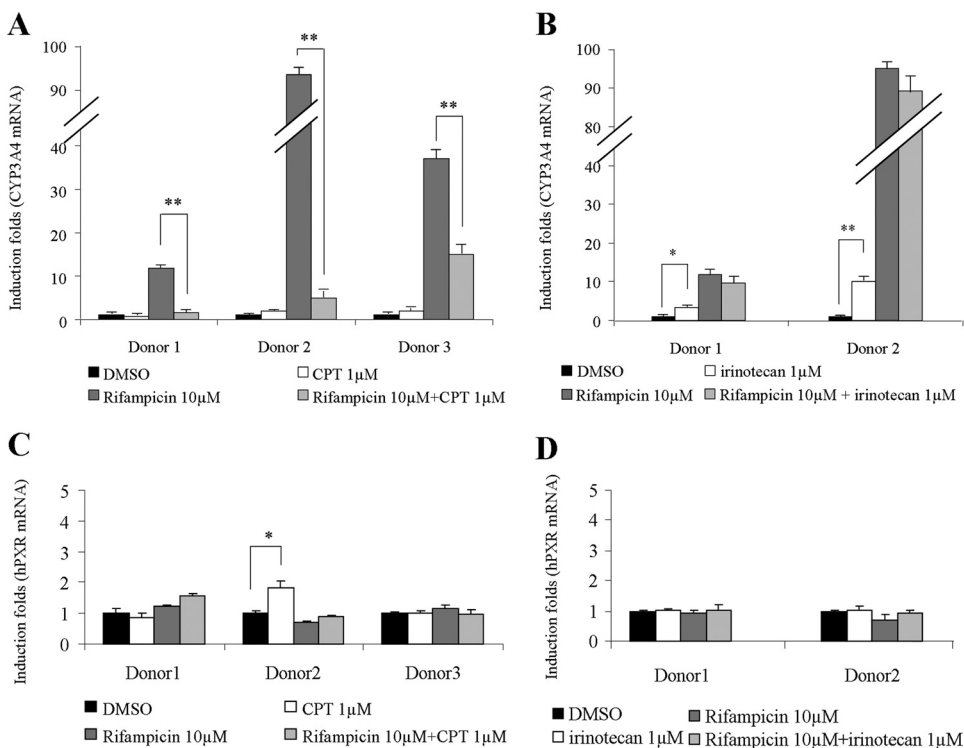 A
Induction folds (CYP3A4 mRNA)
100
90
40
30
20
10
0
**
**
**
Donor 1 Donor 2 Donor 3
DMSO CPT 1µM
Rifampicin 10µM Rifampicin 10µM+CPT 1µM
B
Induction folds (CYP3A4 mRNA)
100
90
80
40
30
20
10
0
*
**
Donor 1 Donor 2
DMSO irinotecan 1µM
Rifampicin 10µM Rifampicin 10µM + irinotecan 1µM
C
Induction folds (hPXR mRNA)
5
4
3
2
1
0
*
Donor1 Donor2 Donor3
DMSO CPT 1µM
Rifampicin 10µM Rifampicin 10µM+CPT 1µM
D
Induction folds (hPXR mRNA)
5
4
3
2
1
0
Donor1 Donor2
DMSO Rifampicin 10µM
irinotecan 1µM Rifampicin 10µM+irinotecan 1µM